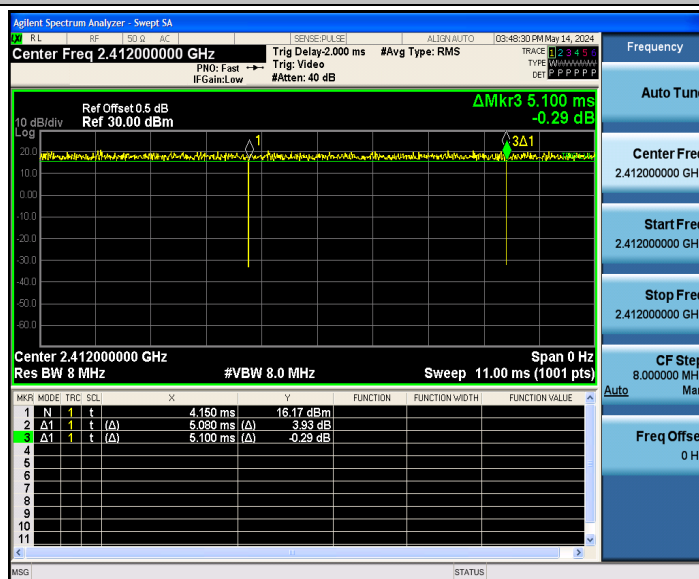 Agilent Spectrum Analyzer - Swept SA
LXI RL RF 50 Ω AC SENSE:PULSE ALIGN AUTO 03:48:30 PM May 14, 2024
Center Freq 2.412000000 GHz
PNO: Fast
IFGain:Low
Trig Delay-2.000 ms
Trig: Video
#Atten: 40 dB
#Avg Type: RMS
TRACE 1 2 3 4 5 6
TYPE W
DET P P P P P P
Ref Offset 0.5 dB
10 dB/div Ref 30.00 dBm
Log
ΔMkr3 5.100 ms
-0.29 dB
1
3Δ1
20.0
10.0
0.00
-10.0
-20.0
-30.0
-40.0
-50.0
-60.0
Center 2.412000000 GHz Span 0 Hz
Res BW 8 MHz #VBW 8.0 MHz Sweep 11.00 ms (1001 pts)
MKR MODE TRC SCL X Y FUNCTION FUNCTION WIDTH FUNCTION VALUE
1 N 1 t 4.150 ms 16.17 dBm
2 Δ1 1 t (Δ) 5.080 ms (Δ) 3.93 dB
3 Δ1 1 t (Δ) 5.100 ms (Δ) -0.29 dB
4
5
6
7
8
9
10
11
MSG STATUS
Frequency
Auto Tun
Center Fre
2.412000000 GH
Start Fre
2.412000000 GH
Stop Fre
2.412000000 GH
CF Step
8.000000 MH
Auto Ma
Freq Offse
0 H